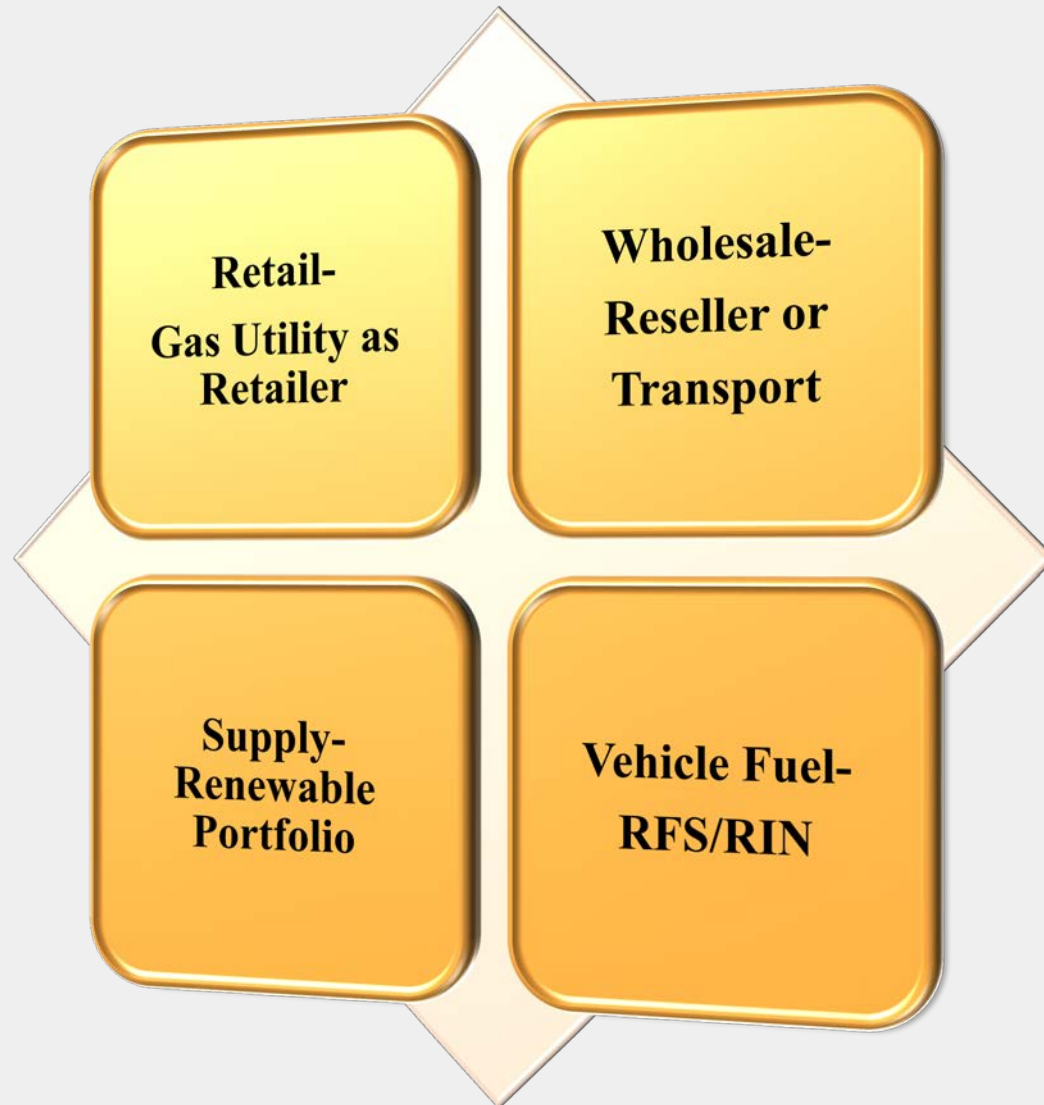 Retail-
Gas Utility as
Retailer
Wholesale-
Reseller or
Transport
Supply-
Renewable
Portfolio
Vehicle Fuel-
RFS/RIN